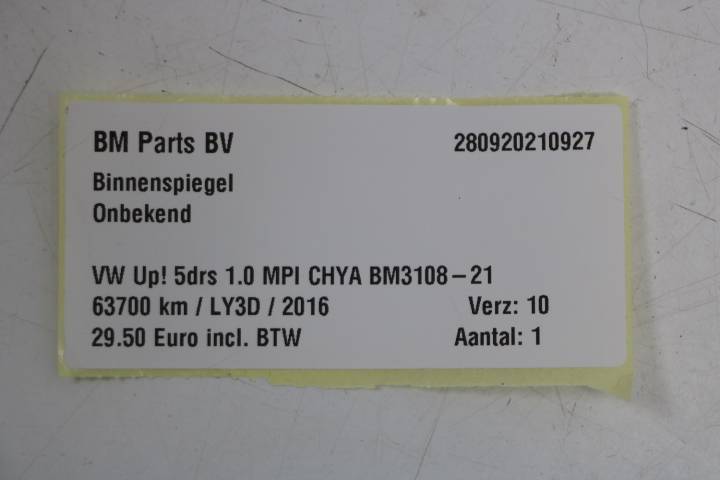 BM Parts BV 280920210927
Binnenspiegel
Onbekend
VW Up! 5drs 1.0 MPI CHYA BM3108-21
63700 km / LY3D / 2016 Verz: 10
29.50 Euro incl. BTW Aantal: 1